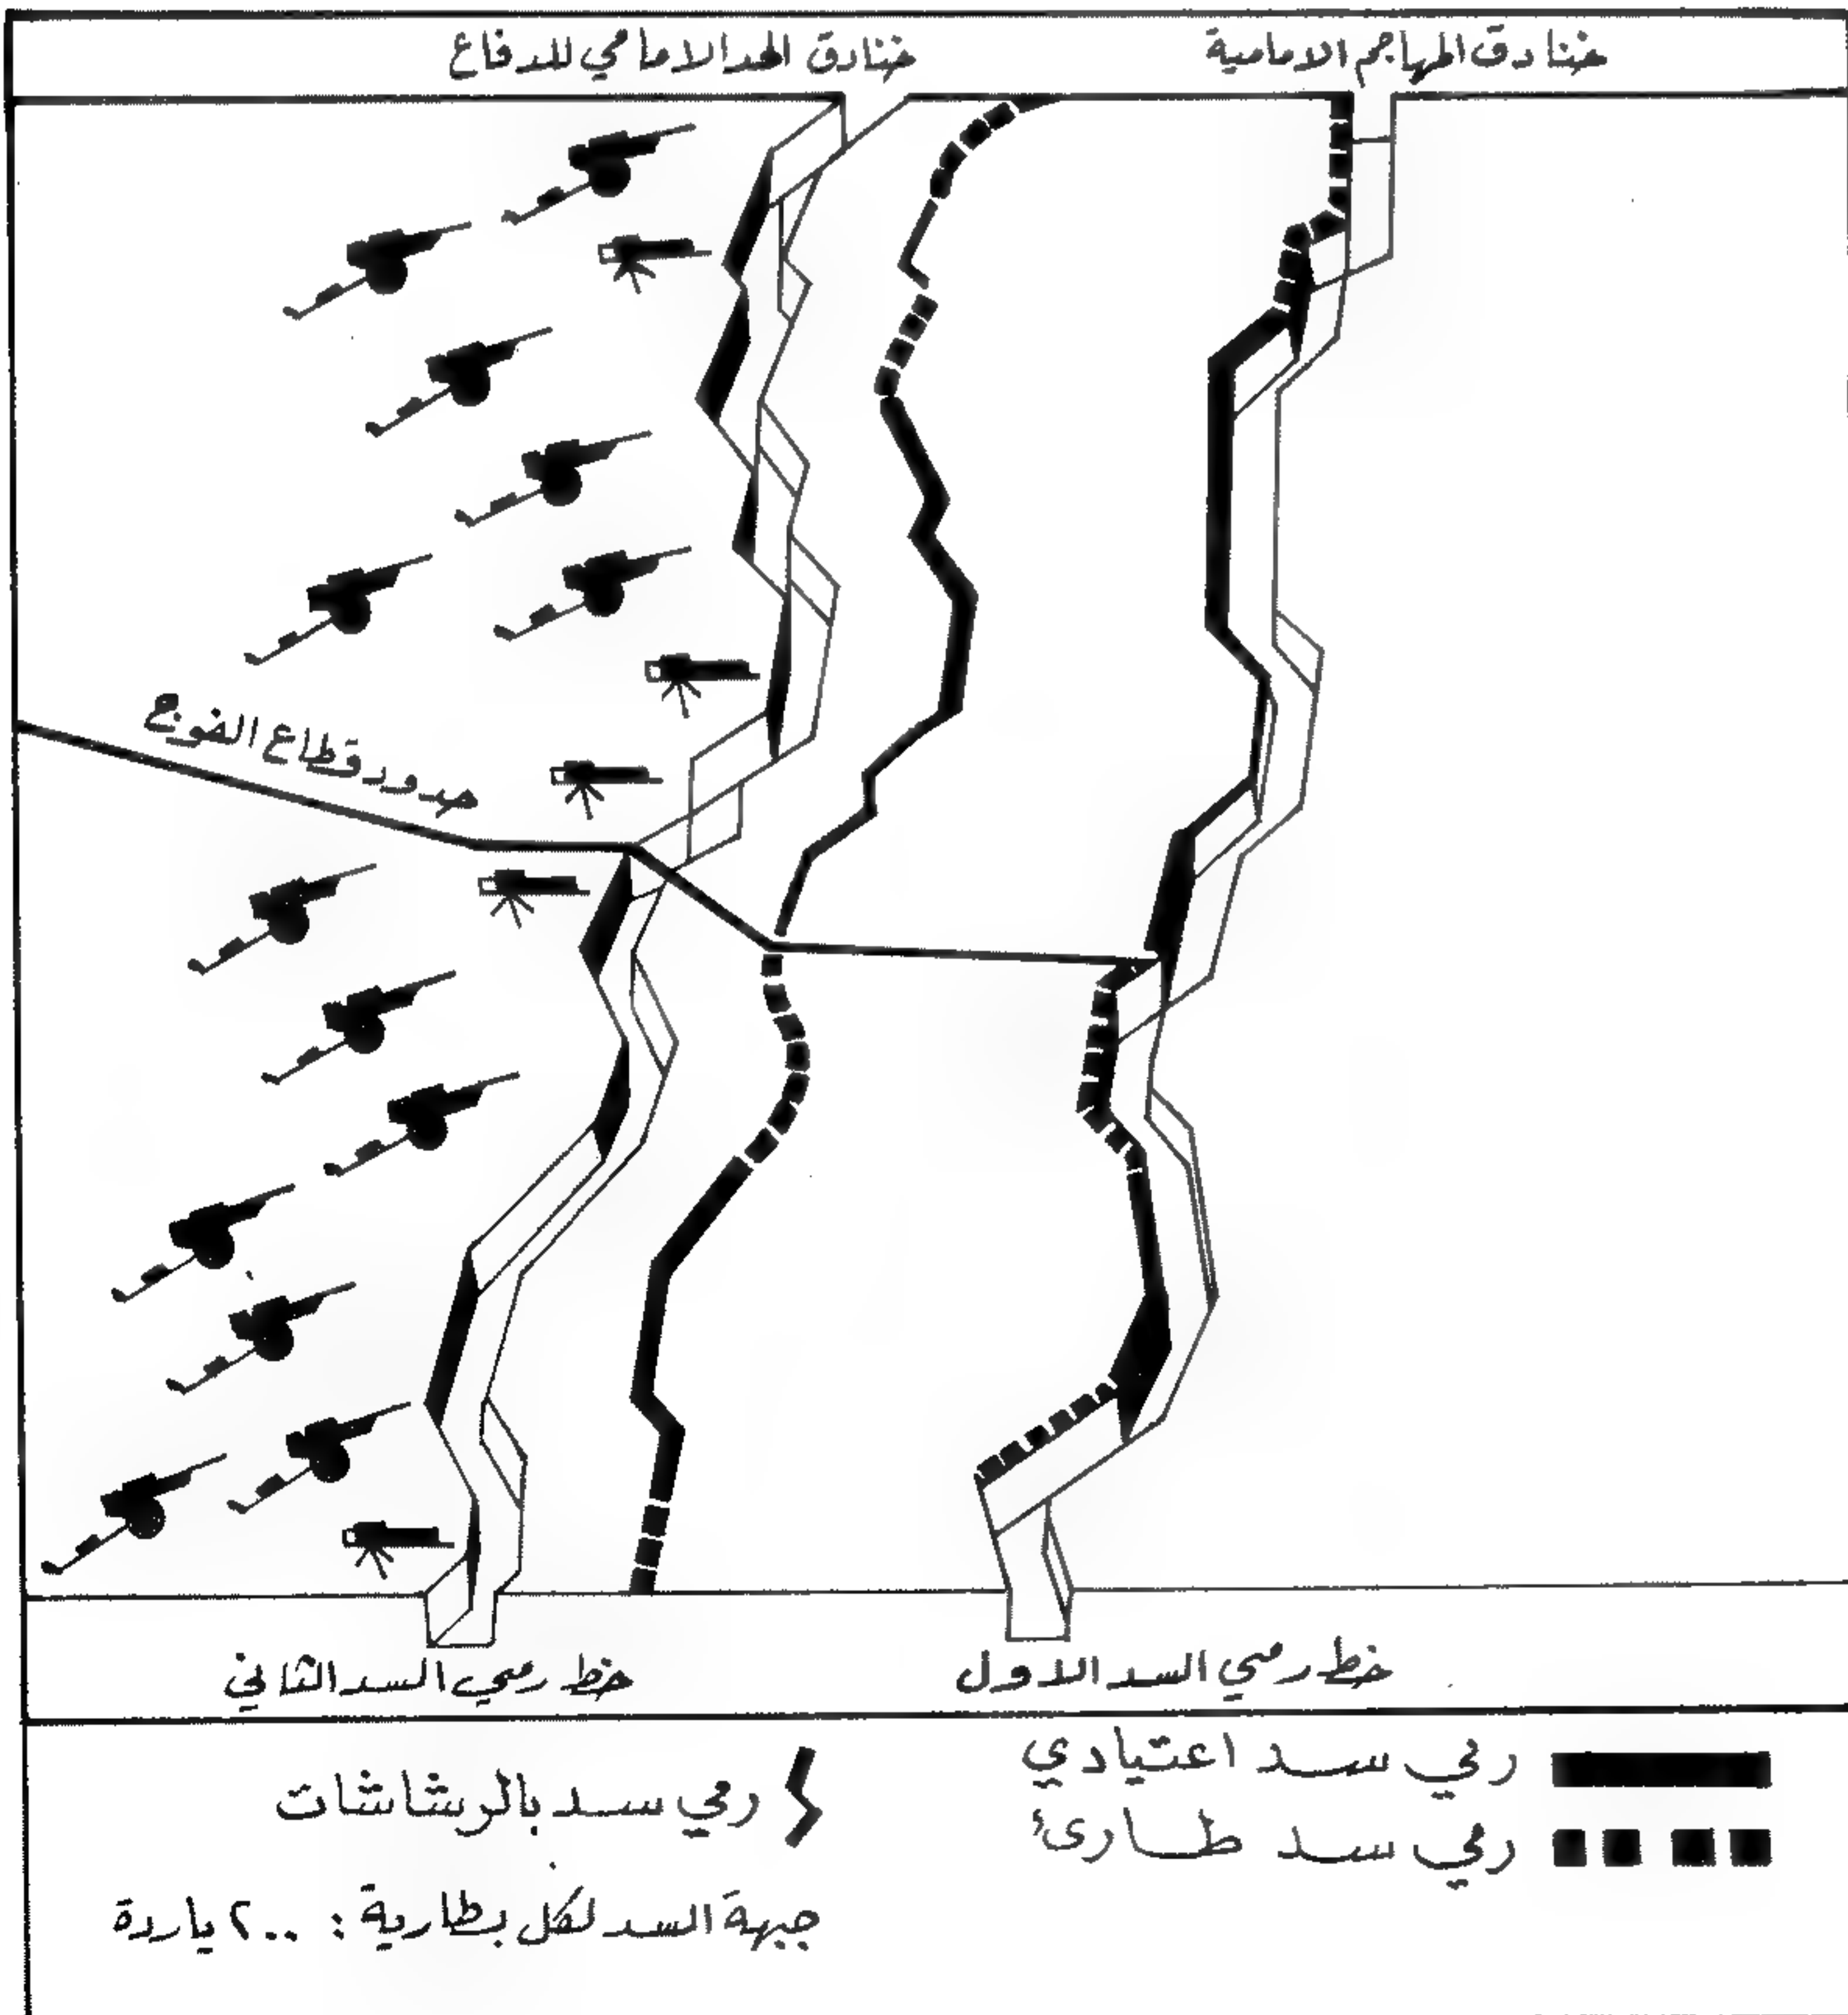 خنادق المهاجم الامامية
خنادق الحد الامامي للدفاع
حدود قطاع الفوج
خط رمي السد الاول
خط رمي السد الثاني
رمي سد اعتيادي
رمي سد طارئ
رمي سد بالرشاشات
جبهة السد لكل بطارية : ٢٠٠ ياردة